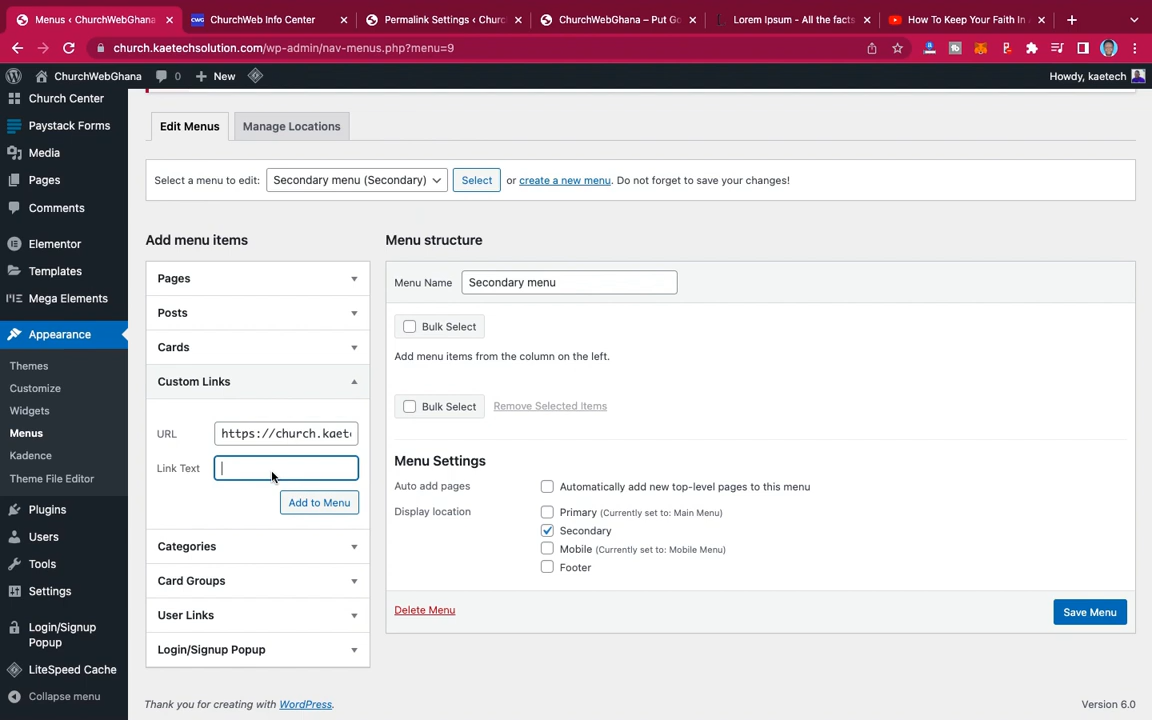 Menus ‹ ChurchWebGhana
ChurchWeb Info Center
Permalink Settings ‹ Churc
ChurchWebGhana – Put Go
Lorem Ipsum - All the facts
How To Keep Your Faith In
church.kaetechsolution.com/wp-admin/nav-menus.php?menu=9
ChurchWebGhana 0 New
Howdy, kaetech
Church Center
Paystack Forms
Media
Pages
Comments
Elementor
Templates
Mega Elements
Appearance
Themes
Customize
Widgets
Menus
Kadence
Theme File Editor
Plugins
Users
Tools
Settings
Login/Signup
Popup
LiteSpeed Cache
Collapse menu
Edit Menus
Manage Locations
Select a menu to edit: Secondary menu (Secondary) Select or create a new menu. Do not forget to save your changes!
Add menu items
Pages
Posts
Cards
Custom Links
URL https://church.kaet
Link Text
Add to Menu
Categories
Card Groups
User Links
Login/Signup Popup
Menu structure
Menu Name Secondary menu
Bulk Select
Add menu items from the column on the left.
Bulk Select Remove Selected Items
Menu Settings
Auto add pages Automatically add new top-level pages to this menu
Display location Primary (Currently set to: Main Menu)
Secondary
Mobile (Currently set to: Mobile Menu)
Footer
Delete Menu
Save Menu
Thank you for creating with WordPress.
Version 6.0